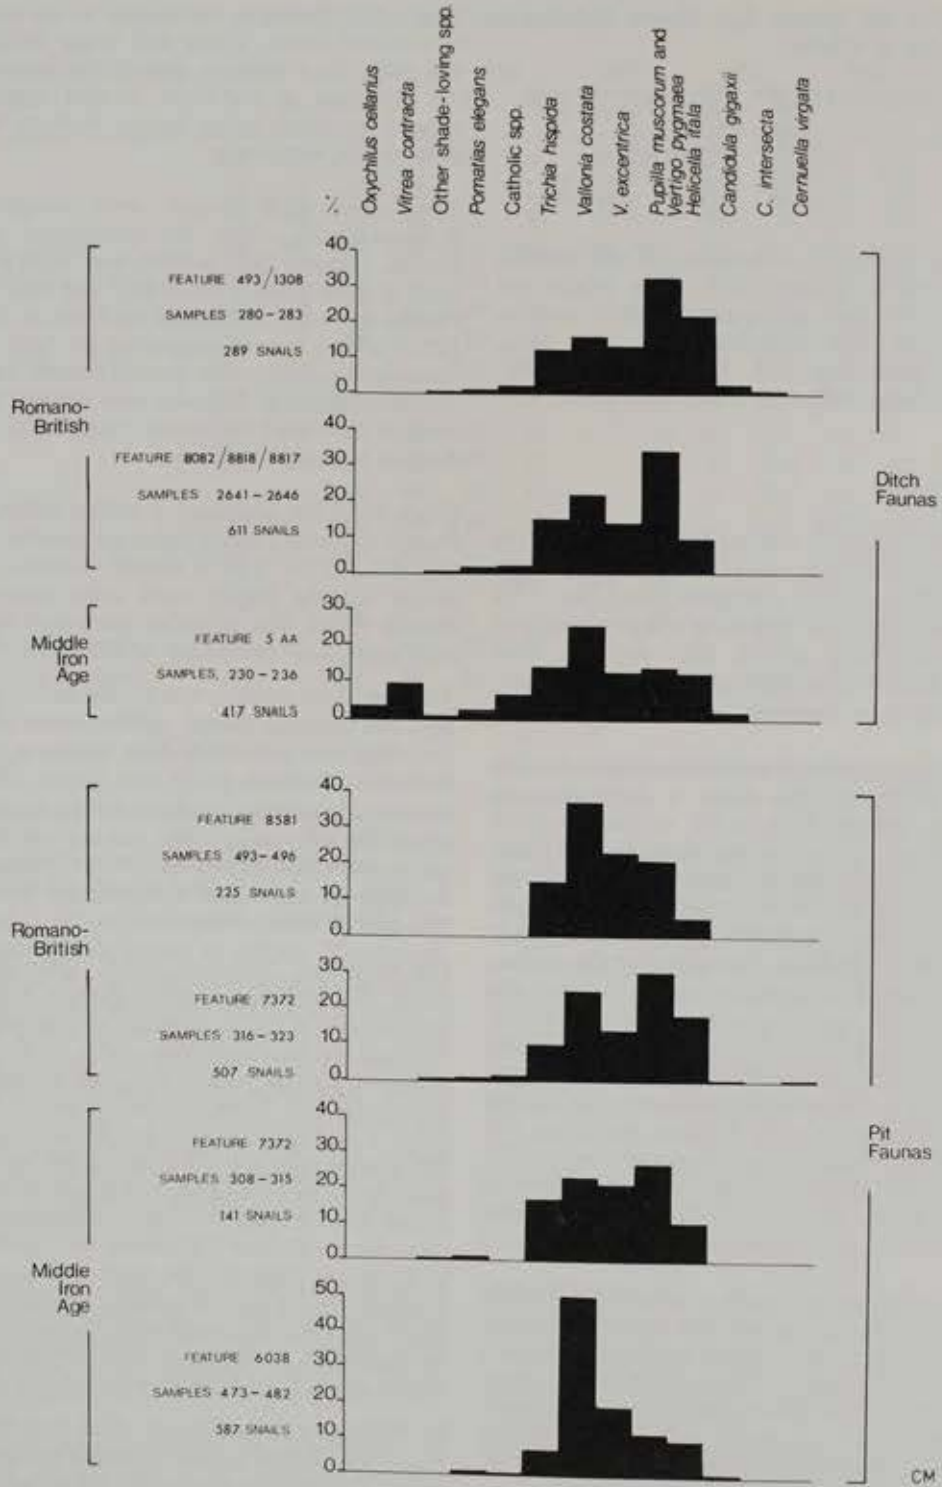 %
Oxychilus cellarius
Vitrea contracta
Other shade-loving spp.
Pomatias elegans
Catholic spp.
Trichia hispida
Vallonia costata
V. excentrica
Pupilla muscorum and
Vertigo pygmaea
Helicella itala
Candidula gigaxii
C. intersecta
Cernuella virgata
Romano-
British
FEATURE 493/1308
SAMPLES 280-283
289 SNAILS
40
30
20
10
0
FEATURE 8082/8818/8817
SAMPLES 2641-2646
611 SNAILS
40
30
20
10
0
Ditch
Faunas
Middle
Iron
Age
FEATURE 5 AA
SAMPLES, 230-236
417 SNAILS
30
20
10
0
Romano-
British
FEATURE 8581
SAMPLES 493-496
225 SNAILS
40
30
20
10
0
FEATURE 7372
SAMPLES 316-323
507 SNAILS
30
20
10
0
Pit
Faunas
Middle
Iron
Age
FEATURE 7372
SAMPLES 308-315
141 SNAILS
40
30
20
10
0
FEATURE 6038
SAMPLES 473-482
587 SNAILS
50
40
30
20
10
0
CM